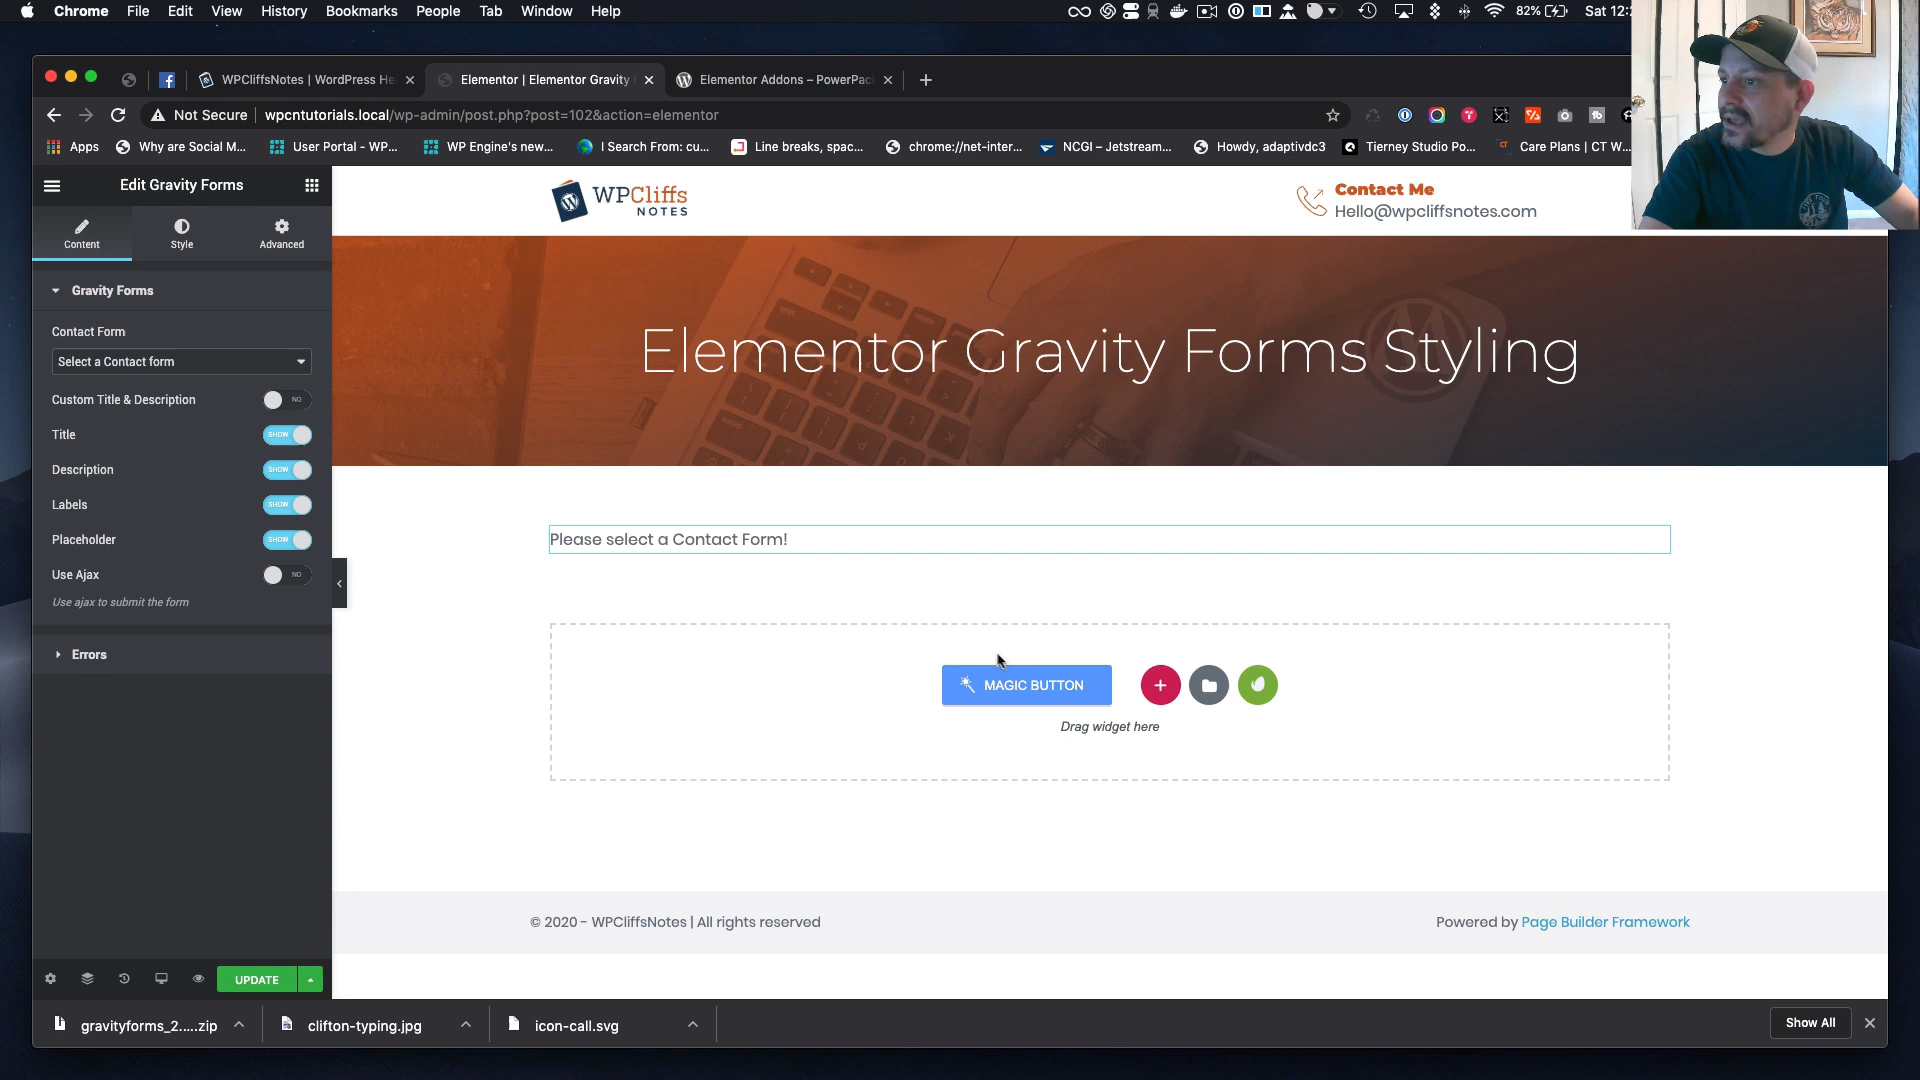 Chrome File Edit View History Bookmarks People Tab Window Help
82% Sat 12:2
WPCliffsNotes | WordPress He
Elementor | Elementor Gravity
Elementor Addons – PowerPac
Not Secure wpcntutorials.local/wp-admin/post.php?post=102&action=elementor
Apps Why are Social M... User Portal - WP... WP Engine's new... I Search From: cu... Line breaks, spac... chrome://net-inter... NCGI – Jetstream... Howdy, adaptivdc3 Tierney Studio Po... Care Plans | CT W...
Edit Gravity Forms
Content Style Advanced
Gravity Forms
Contact Form
Select a Contact form
Custom Title & Description NO
Title SHOW
Description SHOW
Labels SHOW
Placeholder SHOW
Use Ajax NO
Use ajax to submit the form
Errors
UPDATE
WPCliffs
NOTES
Contact Me
Hello@wpcliffsnotes.com
Elementor Gravity Forms Styling
Please select a Contact Form!
MAGIC BUTTON
Drag widget here
© 2020 - WPCliffsNotes | All rights reserved
Powered by Page Builder Framework
gravityforms_2.....zip
clifton-typing.jpg
icon-call.svg
Show All